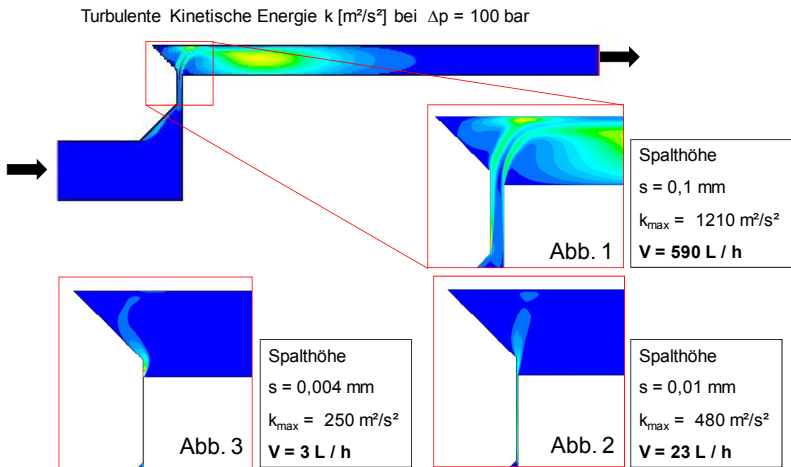 Turbulente Kinetische Energie k [m²/s²] bei Δp = 100 bar
Abb. 1
Spalthöhe
s = 0,1 mm
kmax = 1210 m²/s²
V = 590 L / h
Abb. 3
Spalthöhe
s = 0,004 mm
kmax = 250 m²/s²
V = 3 L / h
Abb. 2
Spalthöhe
s = 0,01 mm
kmax = 480 m²/s²
V = 23 L / h